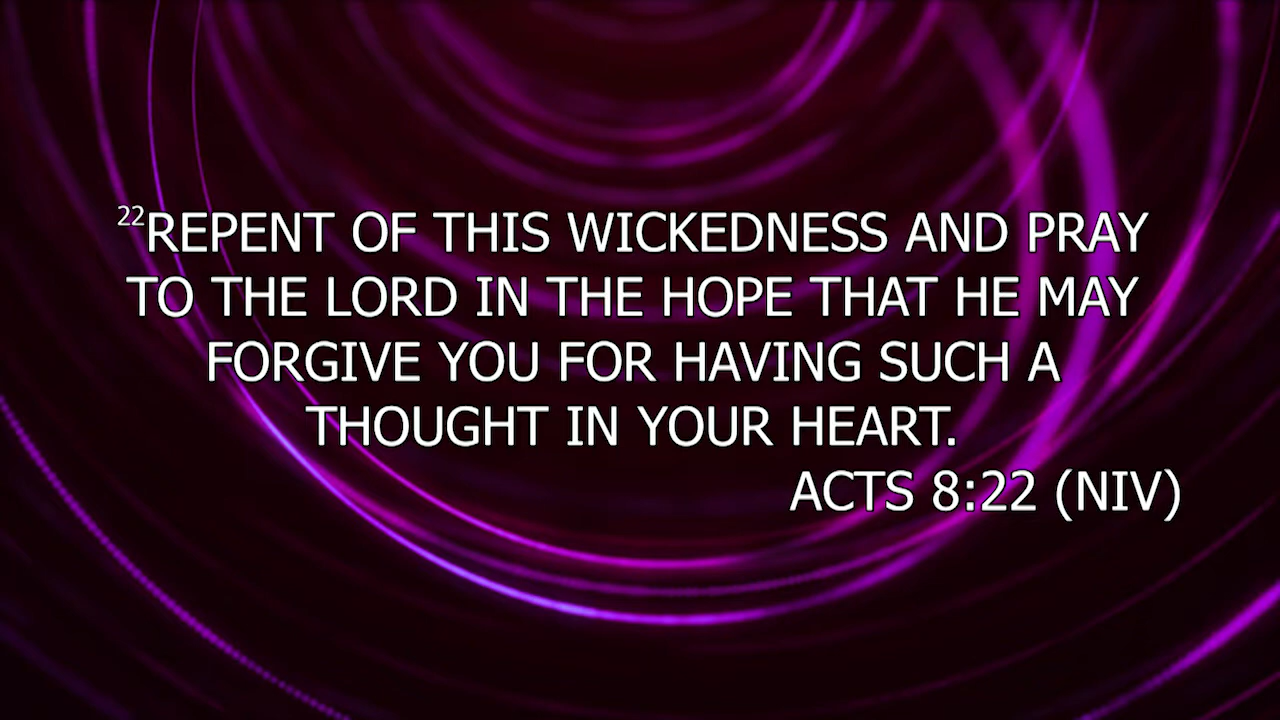 22REPENT OF THIS WICKEDNESS AND PRAY
TO THE LORD IN THE HOPE THAT HE MAY
FORGIVE YOU FOR HAVING SUCH A
THOUGHT IN YOUR HEART.
ACTS 8:22 (NIV)